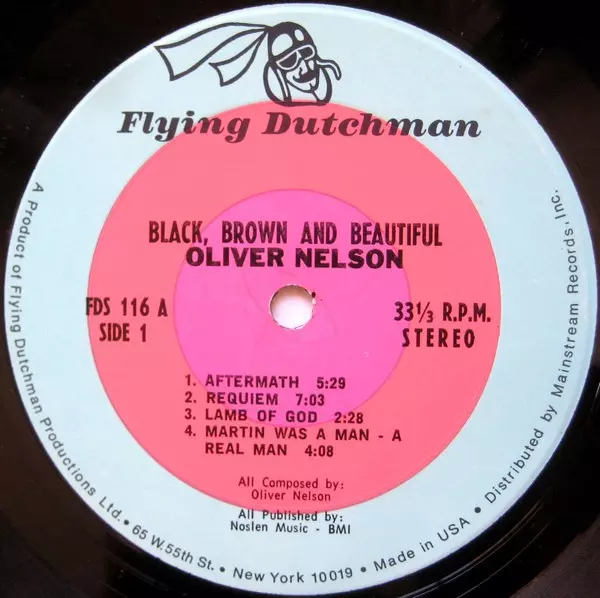 Flying Dutchman
BLACK, BROWN AND BEAUTIFUL
OLIVER NELSON
FDS 116 A
SIDE 1
33⅓ R.P.M.
STEREO
1. AFTERMATH 5:29
2. REQUIEM 7:03
3. LAMB OF GOD 2:28
4. MARTIN WAS A MAN - A
REAL MAN 4:08
All Composed by:
Oliver Nelson
All Published by:
Noslen Music - BMI
A Product of Flying Dutchman Productions Ltd. • 65 W. 55th St. • New York 10019 • Made in USA • Distributed by Mainstream Records, Inc.